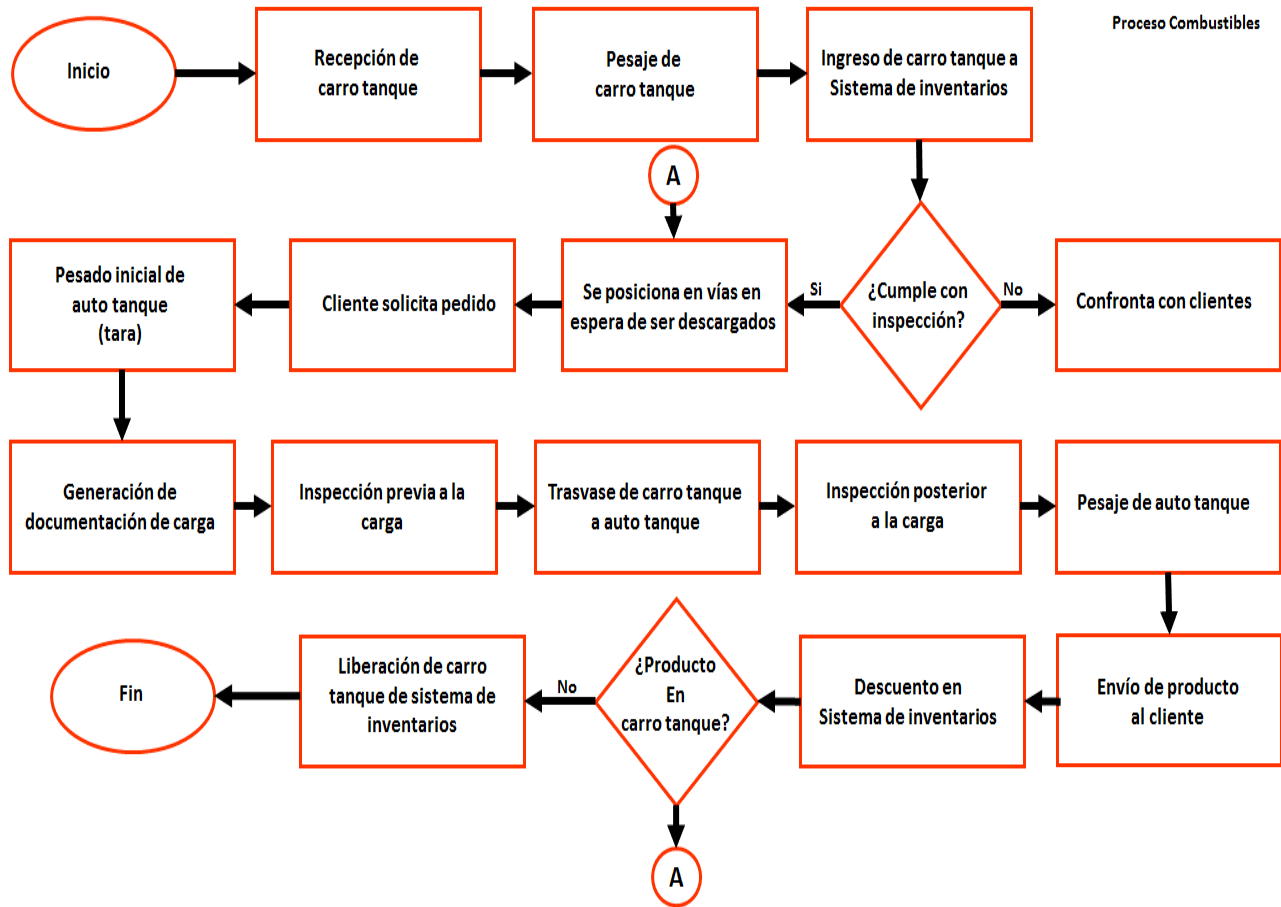 Proceso Combustibles
Inicio
Recepción de
carro tanque
Pesaje de
carro tanque
Ingreso de carro tanque a
Sistema de inventarios
A
Pesado inicial de
auto tanque
(tara)
Cliente solicita pedido
Se posiciona en vías en
espera de ser descargados
Si
¿Cumple con
inspección?
No
Confronta con clientes
Generación de
documentación de carga
Inspección previa a la
carga
Trasvase de carro tanque
a auto tanque
Inspección posterior
a la carga
Pesaje de auto tanque
Fin
Liberación de carro
tanque de sistema de
inventarios
No
¿Producto
En
carro tanque?
Descuento en
Sistema de inventarios
Envío de producto
al cliente
A